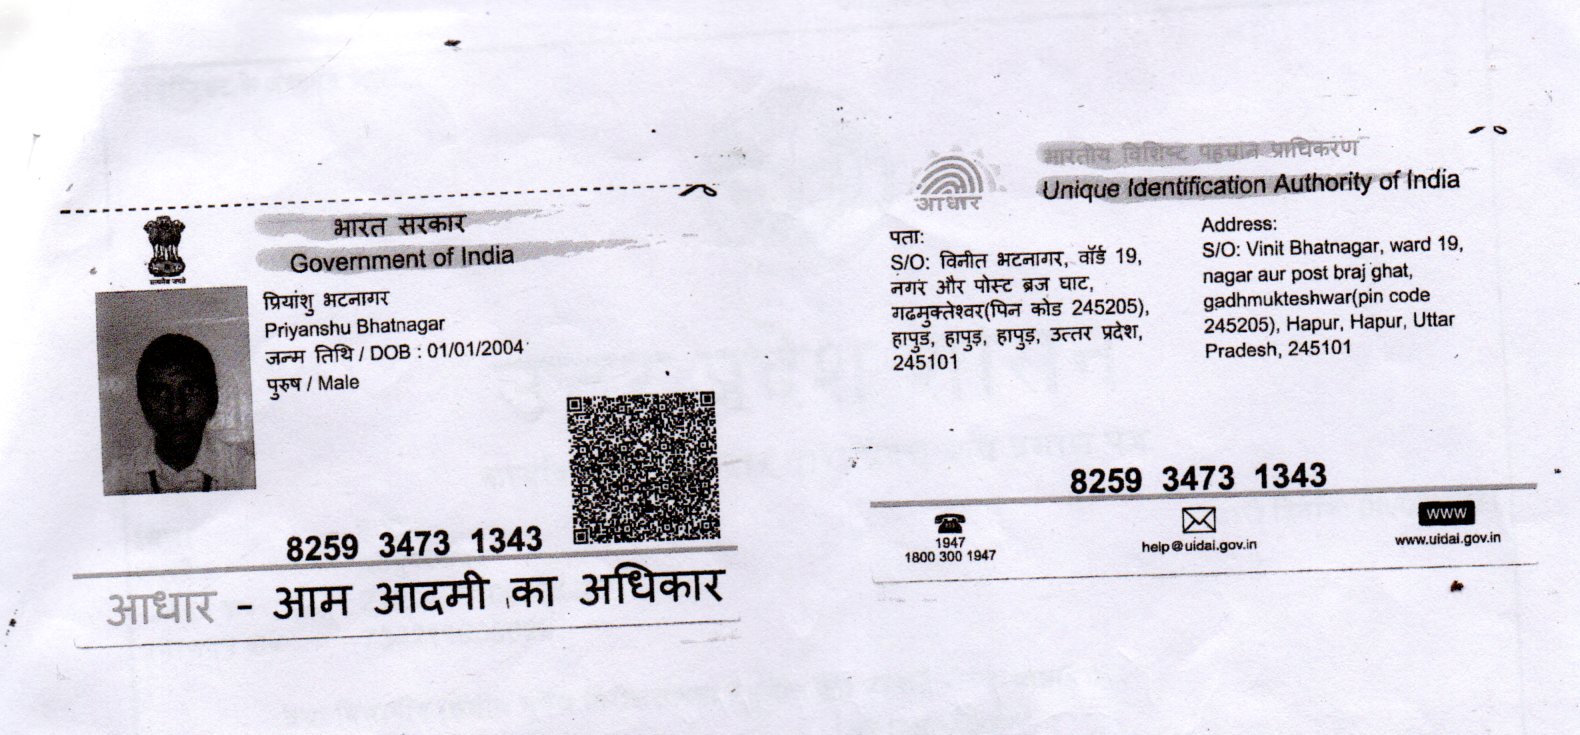 भारत सरकार
Government of India
सत्यमेव जयते
प्रियांशु भटनागर
Priyanshu Bhatnagar
जन्म तिथि / DOB : 01/01/2004
पुरुष / Male
8259 3473 1343
आधार - आम आदमी का अधिकार
भारतीय विशिष्ट पहचान प्राधिकरण
Unique Identification Authority of India
आधार
पता:
S/O: विनीत भटनागर, वॉर्ड 19,
नगर और पोस्ट ब्रज घाट,
गढमुक्तेश्वर(पिन कोड 245205),
हापुड, हापुड़, हापुड़, उत्तर प्रदेश,
245101
Address:
S/O: Vinit Bhatnagar, ward 19,
nagar aur post braj ghat,
gadhmukteshwar(pin code
245205), Hapur, Hapur, Uttar
Pradesh, 245101
8259 3473 1343
1947
1800 300 1947
help@uidai.gov.in
www
www.uidai.gov.in